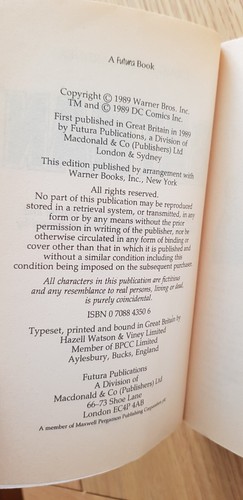 A Futura Book
Copyright © 1989 Warner Bros. Inc.
TM and © 1989 DC Comics Inc.
First published in Great Britain in 1989
by Futura Publications, a Division of
Macdonald & Co (Publishers) Ltd
London & Sydney
This edition published by arrangement with
Warner Books, Inc., New York
All rights reserved.
No part of this publication may be reproduced
stored in a retrieval system, or transmitted, in any
form or by any means without the prior
permission in writing of the publisher, nor be
otherwise circulated in any form of binding or
cover other than that in which it is published and
without a similar condition including this
condition being imposed on the subsequent purchaser.
All characters in this publication are fictitious
and any resemblance to real persons, living or dead,
is purely coincidental.
ISBN 0 7088 4350 6
Typeset, printed and bound in Great Britain by
Hazell Watson & Viney Limited
Member of BPCC Limited
Aylesbury, Bucks, England
Futura Publications
A Division of
Macdonald & Co (Publishers) Ltd
66–73 Shoe Lane
London EC4P 4AB
A member of Maxwell Pergamon Publishing Corporation plc